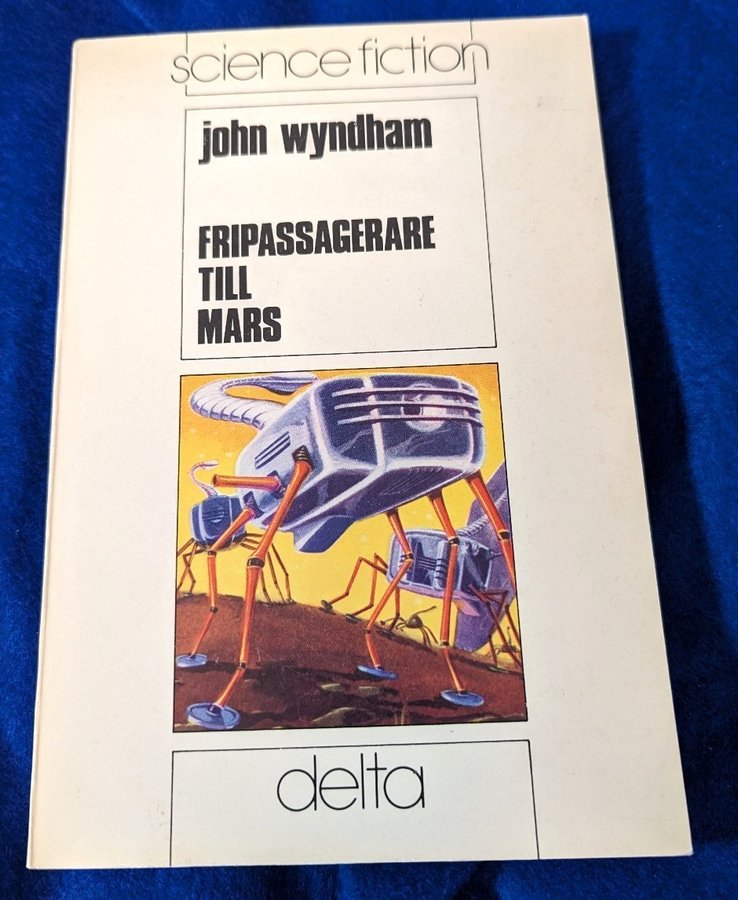 science fiction
john wyndham
FRIPASSAGERARE
TILL
MARS
delta